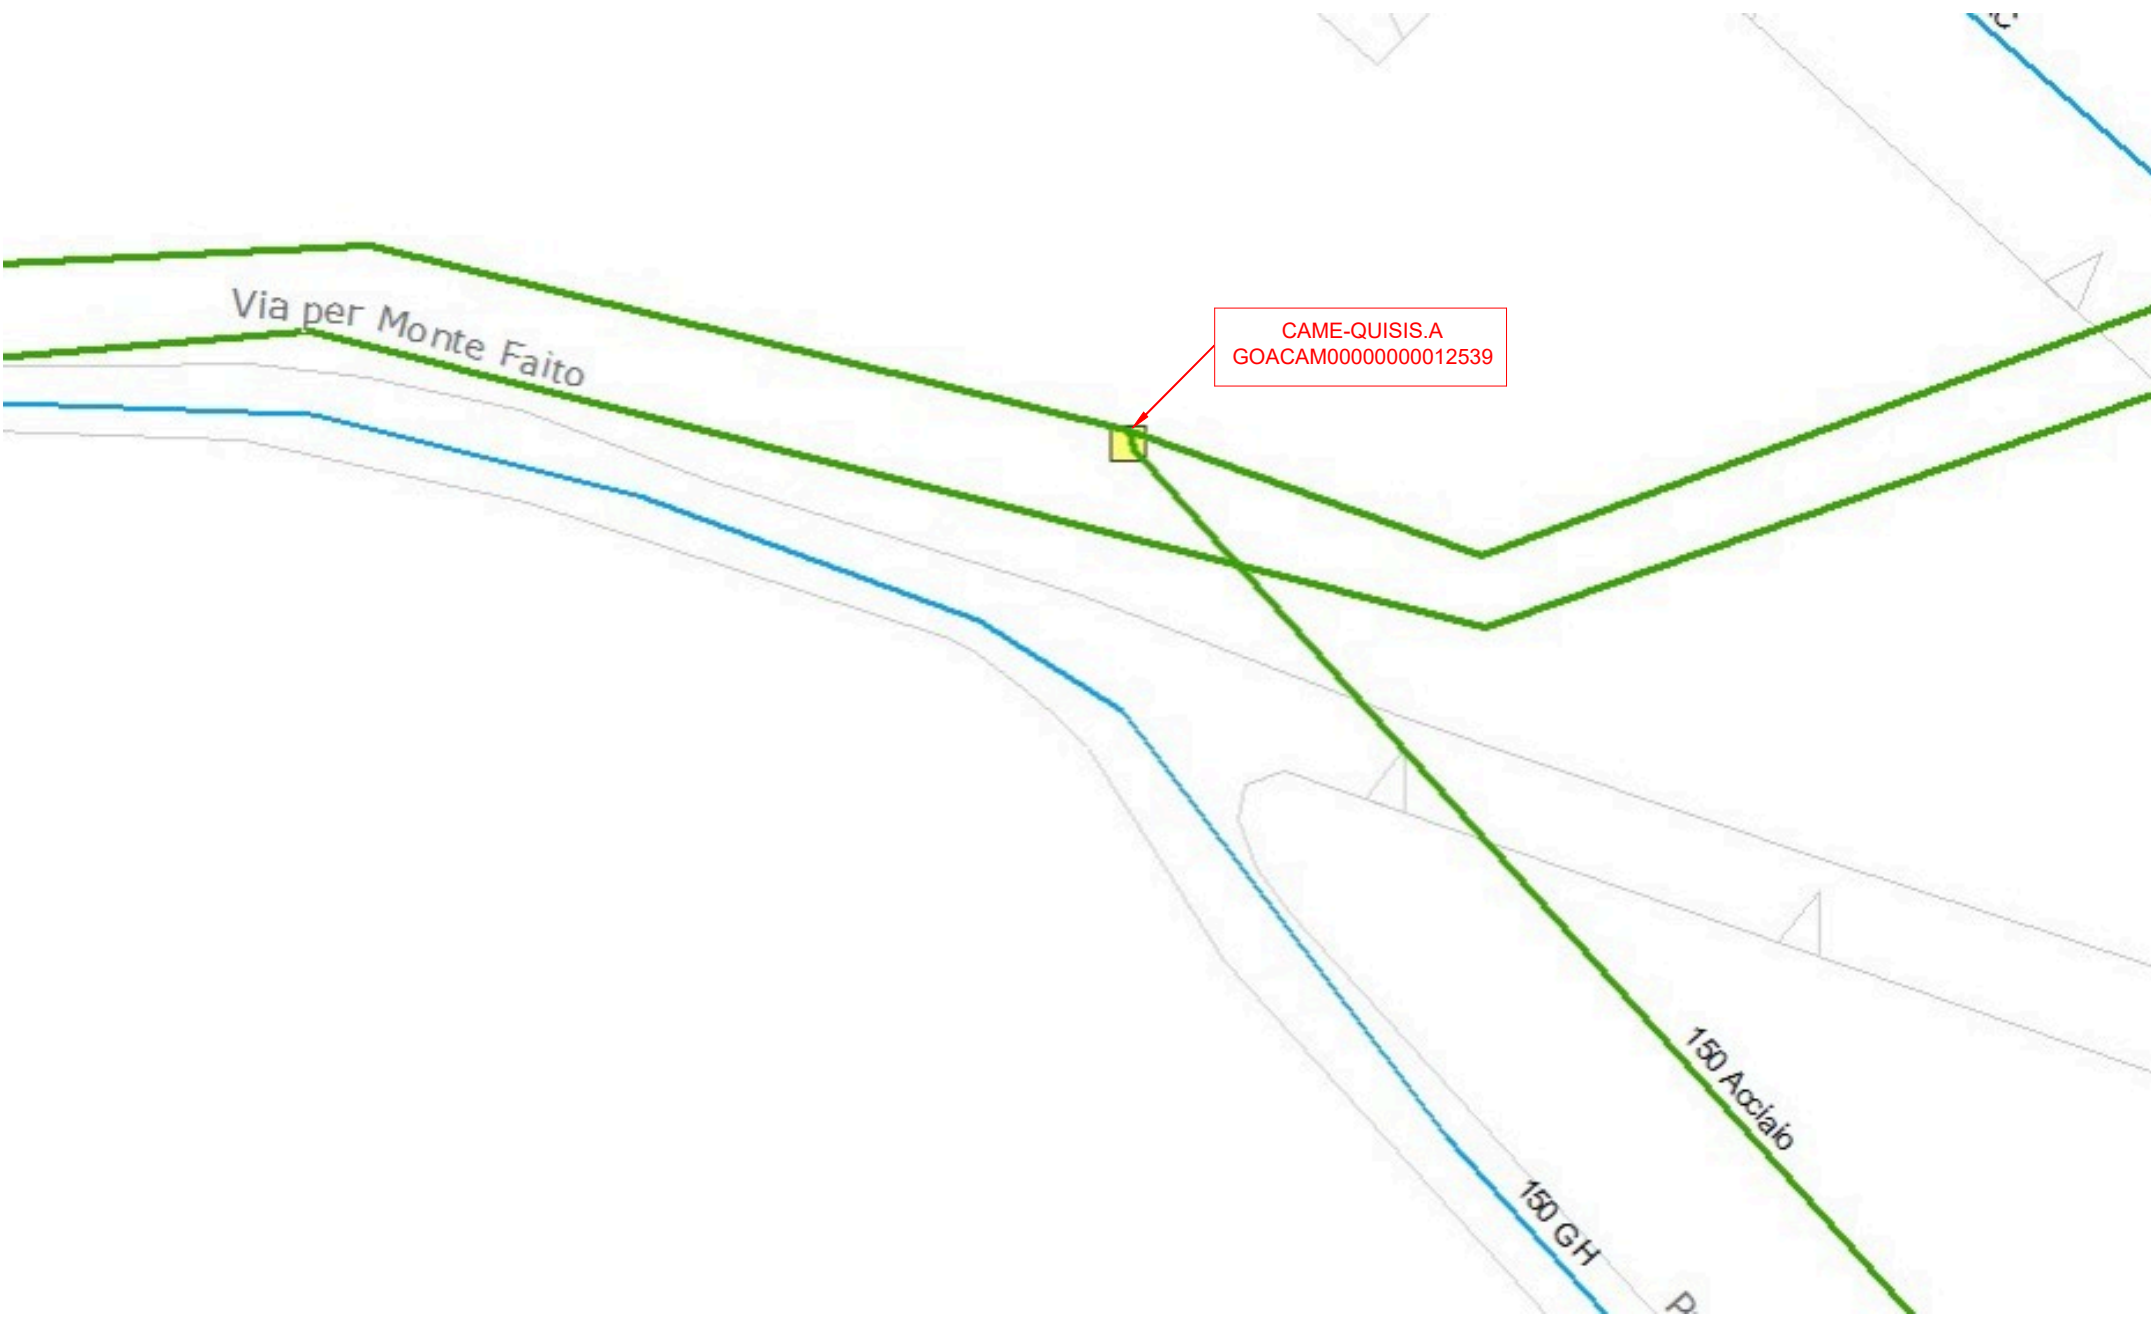 Via per Monte Faito
CAME-QUISIS.A
GOACAM00000000012539
150 Acciaio
150 GH